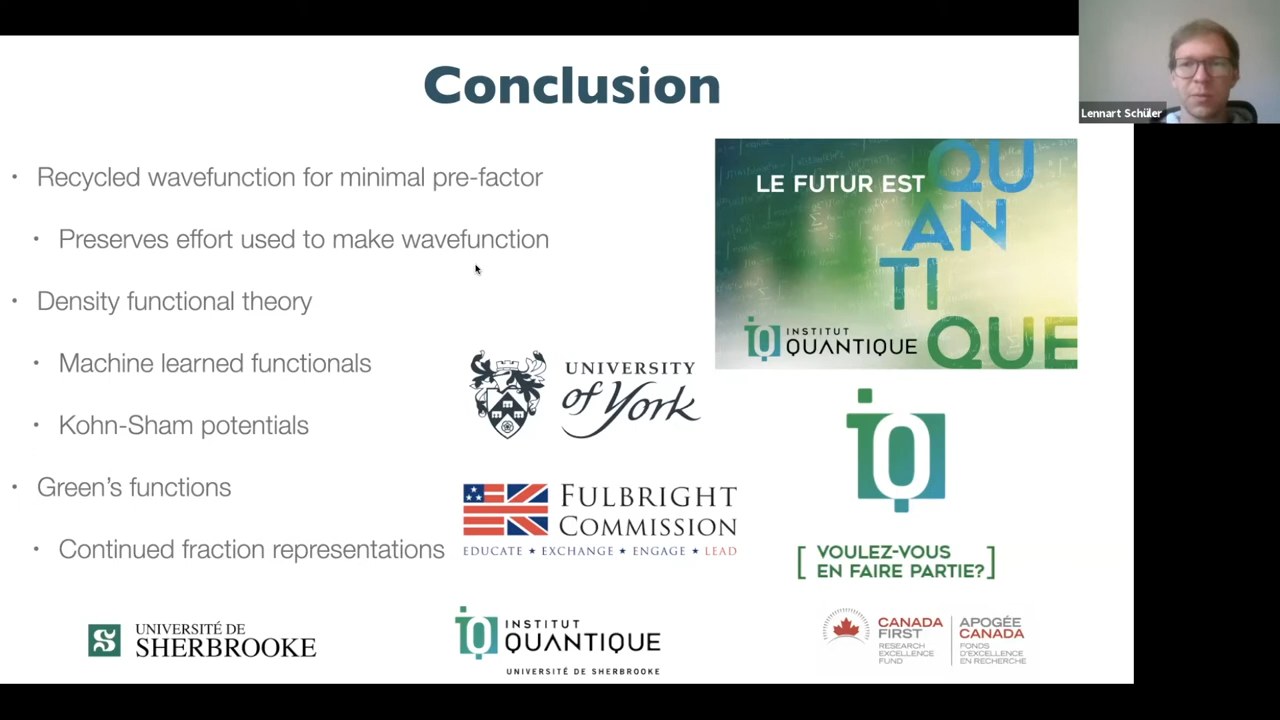 Conclusion
Lennart Schüler
• Recycled wavefunction for minimal pre-factor
• Preserves effort used to make wavefunction
• Density functional theory
• Machine learned functionals
• Kohn-Sham potentials
• Green's functions
• Continued fraction representations
LE FUTUR EST QU
AN
TI
QUE
INSTITUT
QUANTIQUE
UNIVERSITY
of York
FULBRIGHT
COMMISSION
EDUCATE ★ EXCHANGE ★ ENGAGE ★ LEAD
iQ
[ VOULEZ-VOUS
EN FAIRE PARTIE? ]
UNIVERSITÉ DE
SHERBROOKE
iQ INSTITUT
QUANTIQUE
UNIVERSITÉ DE SHERBROOKE
CANADA
FIRST
RESEARCH
EXCELLENCE
FUND
APOGÉE
CANADA
FONDS
D'EXCELLENCE
EN RECHERCHE